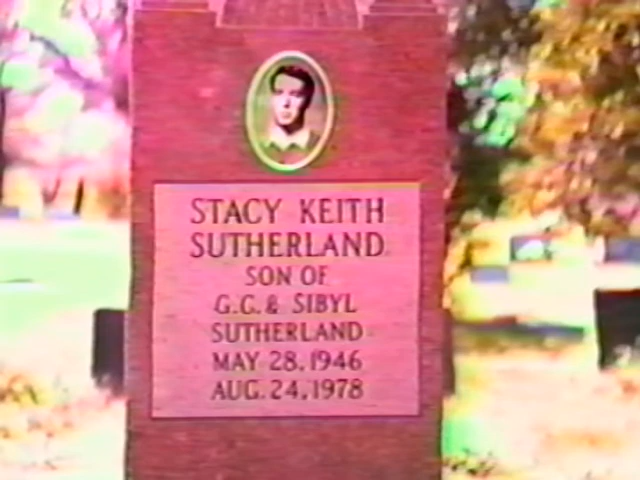 STACY KEITH
SUTHERLAND
SON OF
G.C. & SIBYL
SUTHERLAND
MAY 28, 1946
AUG. 24, 1978